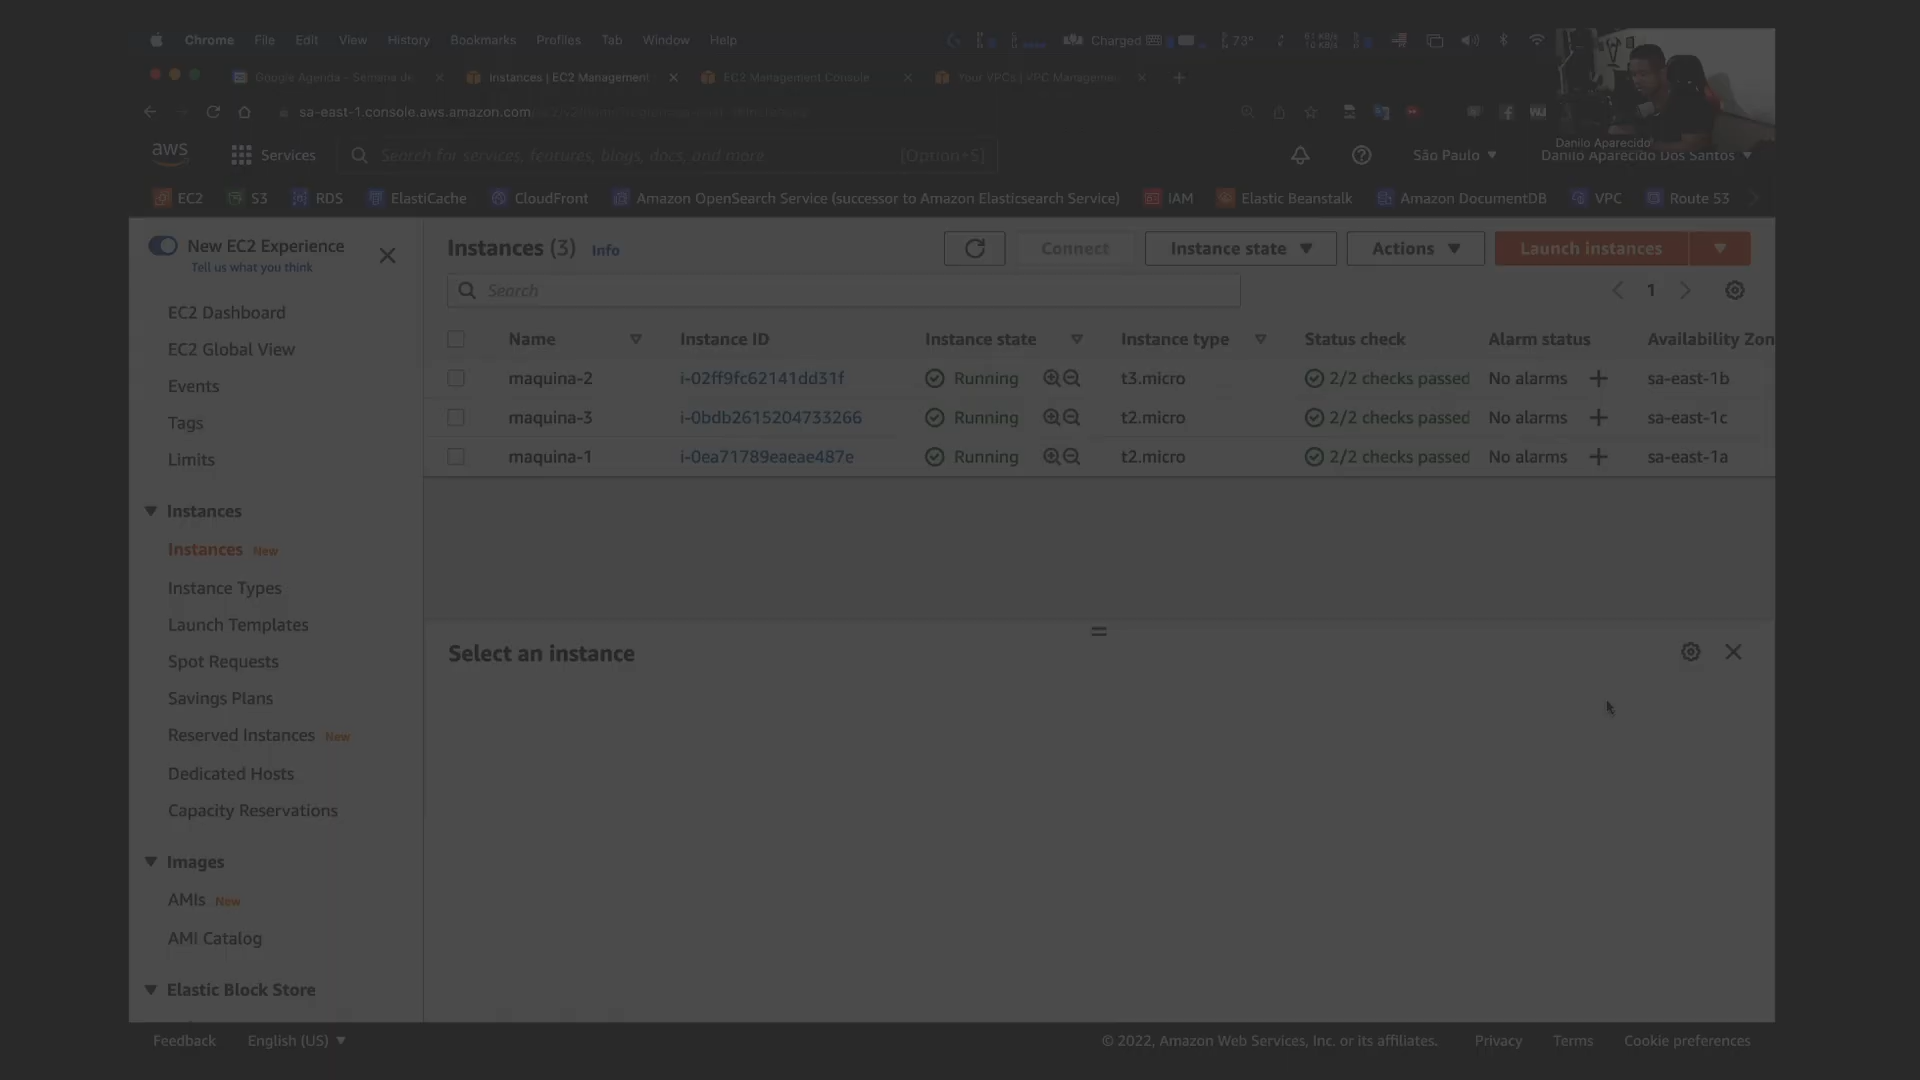 Chrome File Edit View History Bookmarks Profiles Tab Window Help Charged 73° 61 KB/s 10 KB/s
Google Agenda - Semana de Instances | EC2 Management EC2 Management Console Your VPCs | VPC Manageme
sa-east-1.console.aws.amazon.com
Danilo Aparecido
aws Services Search for services, features, blogs, docs, and more [Option+S] São Paulo Danilo Aparecido Dos Santos
EC2 S3 RDS ElastiCache CloudFront Amazon OpenSearch Service (successor to Amazon Elasticsearch Service) IAM Elastic Beanstalk Amazon DocumentDB VPC Route 53
New EC2 Experience
Tell us what you think
EC2 Dashboard
EC2 Global View
Events
Tags
Limits
Instances
Instances New
Instance Types
Launch Templates
Spot Requests
Savings Plans
Reserved Instances New
Dedicated Hosts
Capacity Reservations
Images
AMIs New
AMI Catalog
Elastic Block Store
Instances (3) Info Connect Instance state Actions Launch instances
Search 1
Name Instance ID Instance state Instance type Status check Alarm status Availability Zon
maquina-2 i-02ff9fc62141dd31f Running t3.micro 2/2 checks passed No alarms + sa-east-1b
maquina-3 i-0bdb2615204733266 Running t2.micro 2/2 checks passed No alarms + sa-east-1c
maquina-1 i-0ea71789eaeae487e Running t2.micro 2/2 checks passed No alarms + sa-east-1a
Select an instance
Feedback English (US) © 2022, Amazon Web Services, Inc. or its affiliates. Privacy Terms Cookie preferences